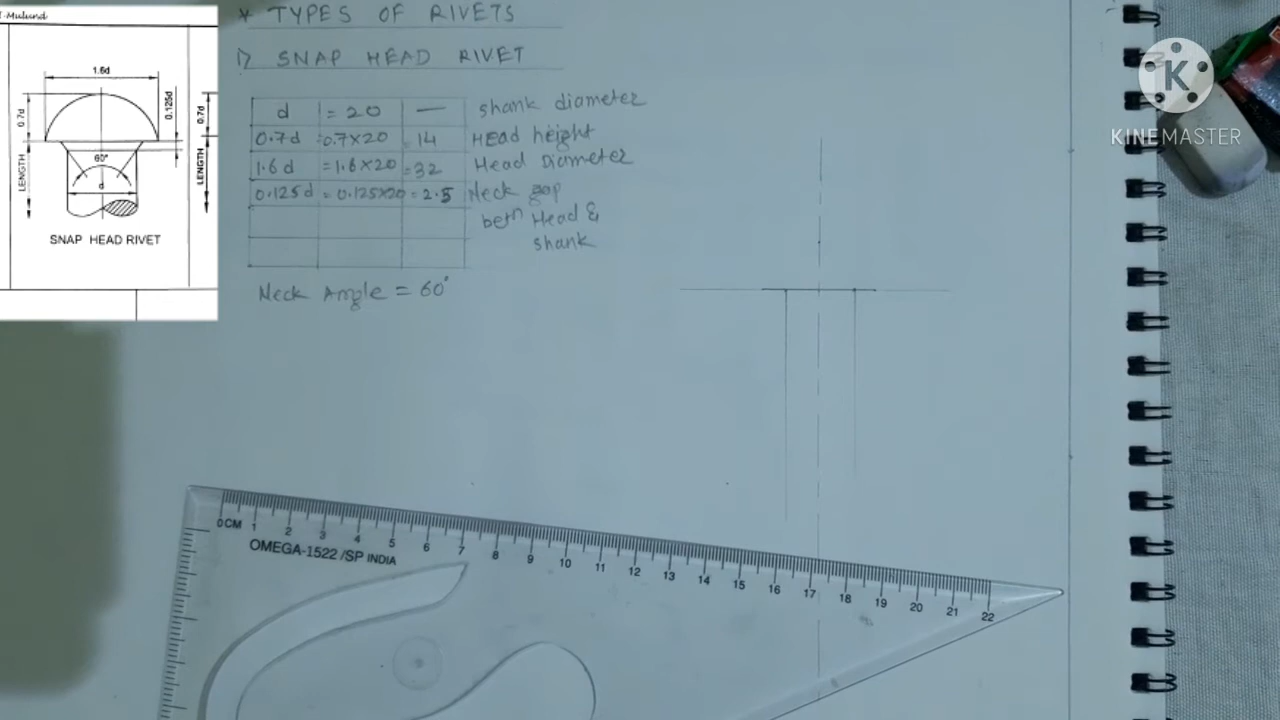 Mulund
1.6d
0.7d
0.125d
0.7d
LENGTH
60°
d
LENGTH
SNAP HEAD RIVET
* TYPES OF RIVETS
1) SNAP HEAD RIVET
d = 20 — shank diameter
0.7d =0.7×20 = 14 Head height
1.6d =1.6×20 =32 Head Diameter
0.125d = 0.125×20 = 2.5 Neck gap
betn Head &
shank
Neck Angle = 60°
KINEMASTER
0CM 1 2 3 4 5 6 7 8 9 10 11 12 13 14 15 16 17 18 19 20 21 22
OMEGA-1522 /SP INDIA